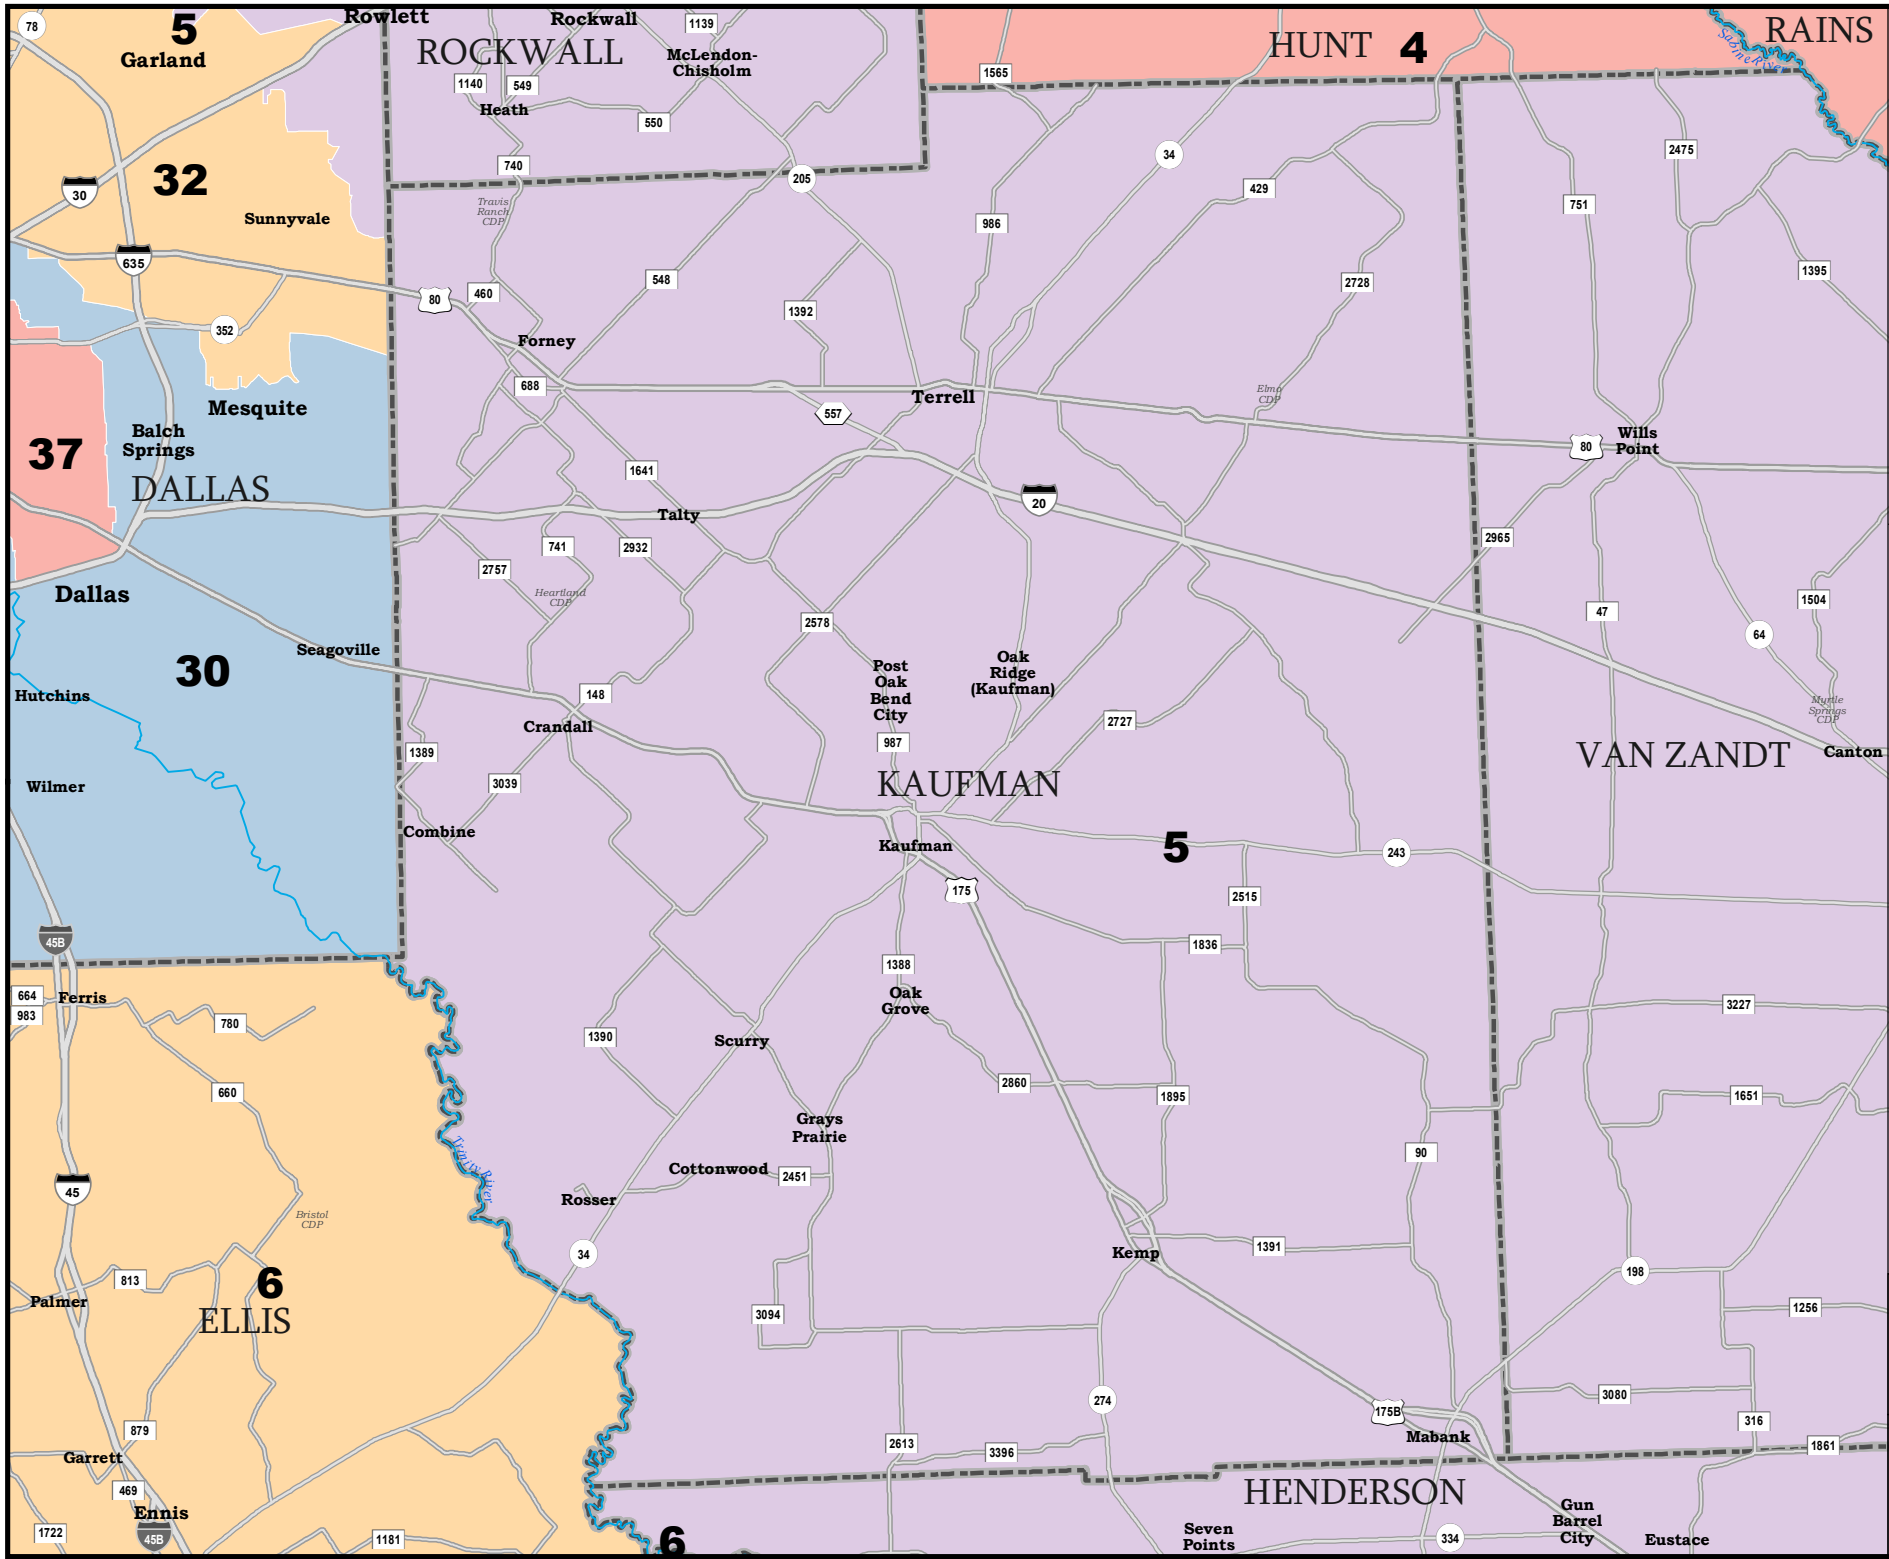 Rowlett
Rockwall
1139
78
5
Garland
ROCKWALL
McLendon-
Chisholm
HUNT 4
RAINS
Sabine River
1565
1140
549
Heath
550
740
205
34
2475
32
30
Sunnyvale
Travis
Ranch
CDP
429
751
986
635
548
2728
1395
80
460
1392
352
Forney
688
Terrell
Elmo
CDP
557
Mesquite
Balch
Springs
37
DALLAS
80
Wills
Point
1641
20
Talty
741
2932
2757
2965
Heartland
CDP
Dallas
2578
47
1504
64
Seagoville
30
Hutchins
Post
Oak
Bend
City
Oak
Ridge
(Kaufman)
148
Crandall
2727
Myrtle
Springs
CDP
987
1389
VAN ZANDT
Canton
Wilmer
3039
KAUFMAN
Combine
Kaufman
5
243
175
2515
45B
1836
1388
664
983
Ferris
780
Oak
Grove
3227
1390
Scurry
660
2860
1895
1651
Grays
Prairie
Trinity River
90
Cottonwood
2451
45
Rosser
Bristol
CDP
34
Kemp
1391
198
813
6
Palmer
ELLIS
3094
1256
274
175B
3080
316
879
Garrett
2613
3396
Mabank
1861
469
Ennis
HENDERSON
45B
1722
1181
6
Seven
Points
334
Gun
Barrel
City
Eustace